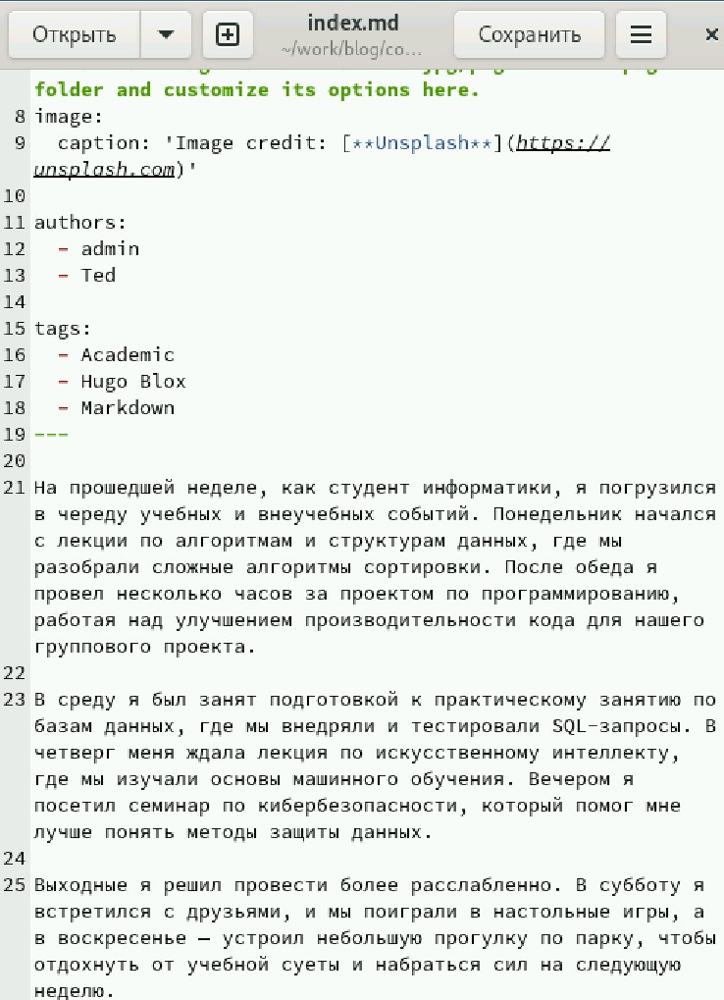 Открыть
index.md
~/work/blog/co...
Сохранить
folder and customize its options here.
8 image:
9 caption: 'Image credit: [**Unsplash**](https://
unsplash.com)'
10
11 authors:
12 - admin
13 - Ted
14
15 tags:
16 - Academic
17 - Hugo Blox
18 - Markdown
19 ---
20
21 На прошедшей неделе, как студент информатики, я погрузился
в череду учебных и внеучебных событий. Понедельник начался
с лекции по алгоритмам и структурам данных, где мы
разобрали сложные алгоритмы сортировки. После обеда я
провел несколько часов за проектом по программированию,
работая над улучшением производительности кода для нашего
группового проекта.
22
23 В среду я был занят подготовкой к практическому занятию по
базам данных, где мы внедряли и тестировали SQL-запросы. В
четверг меня ждала лекция по искусственному интеллекту,
где мы изучали основы машинного обучения. Вечером я
посетил семинар по кибербезопасности, который помог мне
лучше понять методы защиты данных.
24
25 Выходные я решил провести более расслабленно. В субботу я
встретился с друзьями, и мы поиграли в настольные игры, а
в воскресенье — устроил небольшую прогулку по парку, чтобы
отдохнуть от учебной суеты и набраться сил на следующую
неделю.